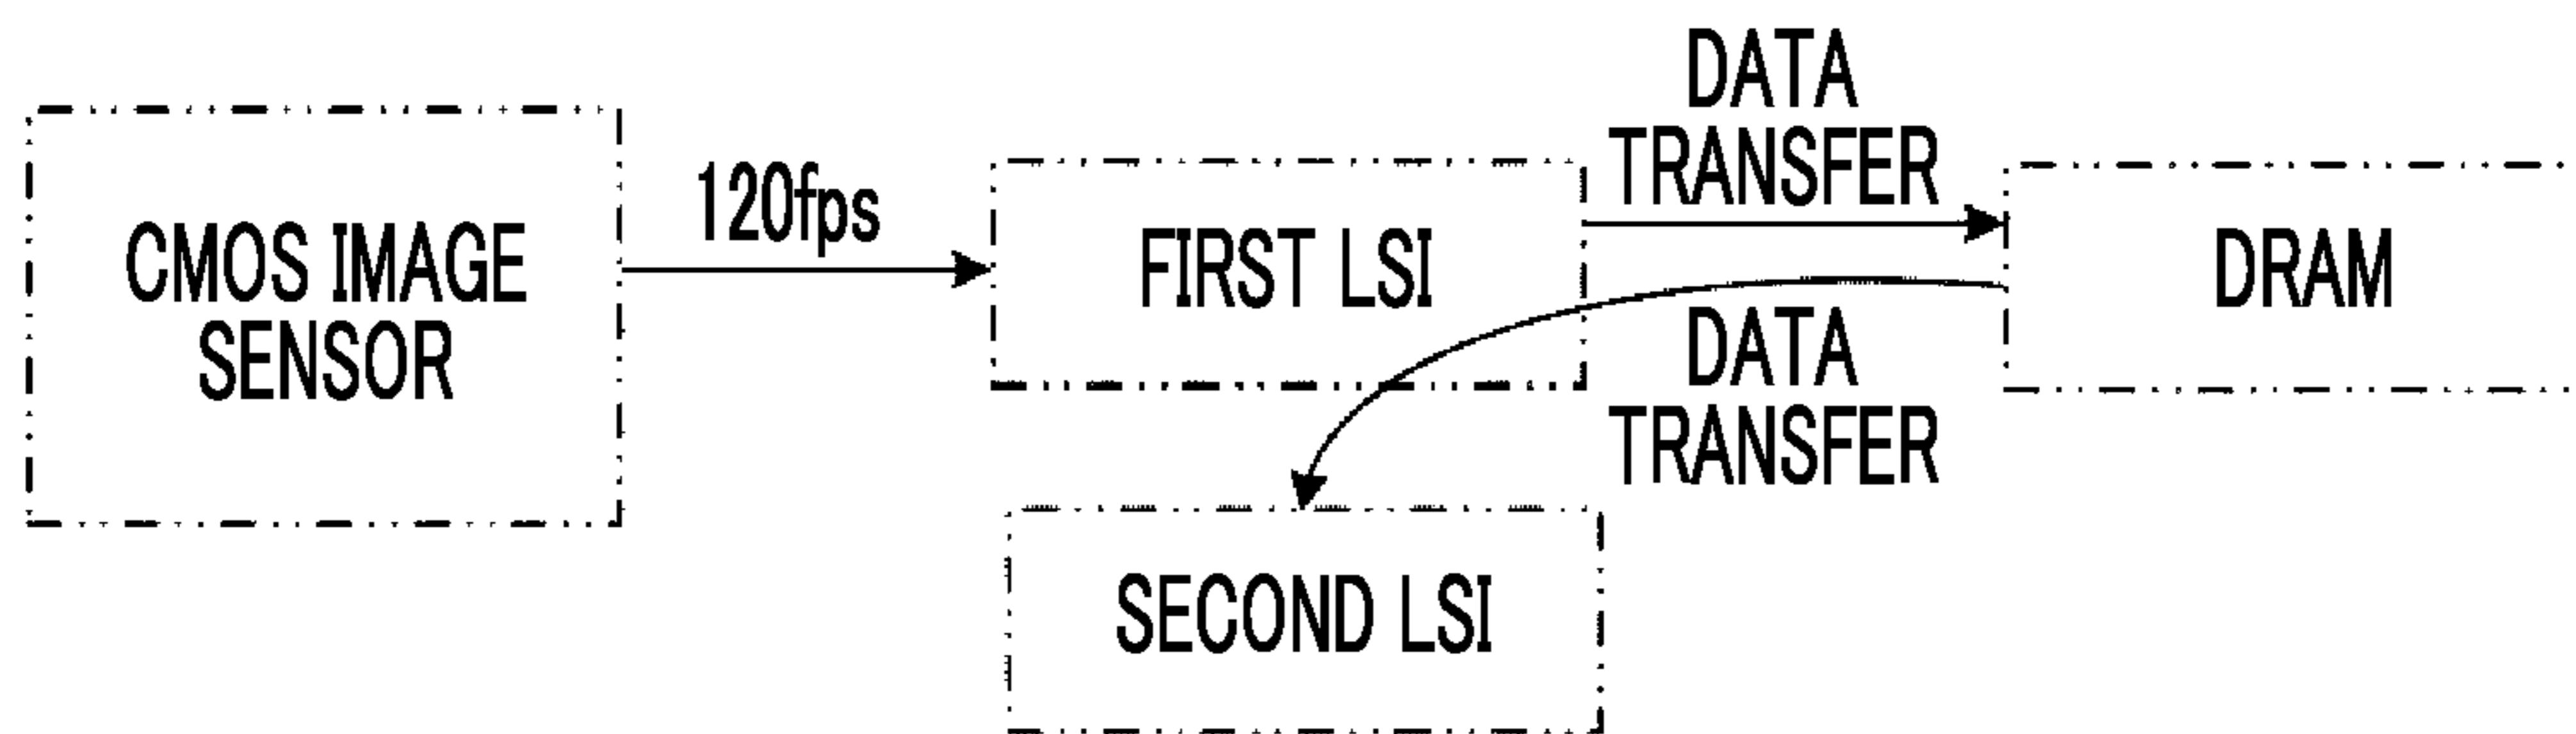 CMOS IMAGE
SENSOR
120fps
FIRST LSI
DATA
TRANSFER
DATA
TRANSFER
DRAM
SECOND LSI